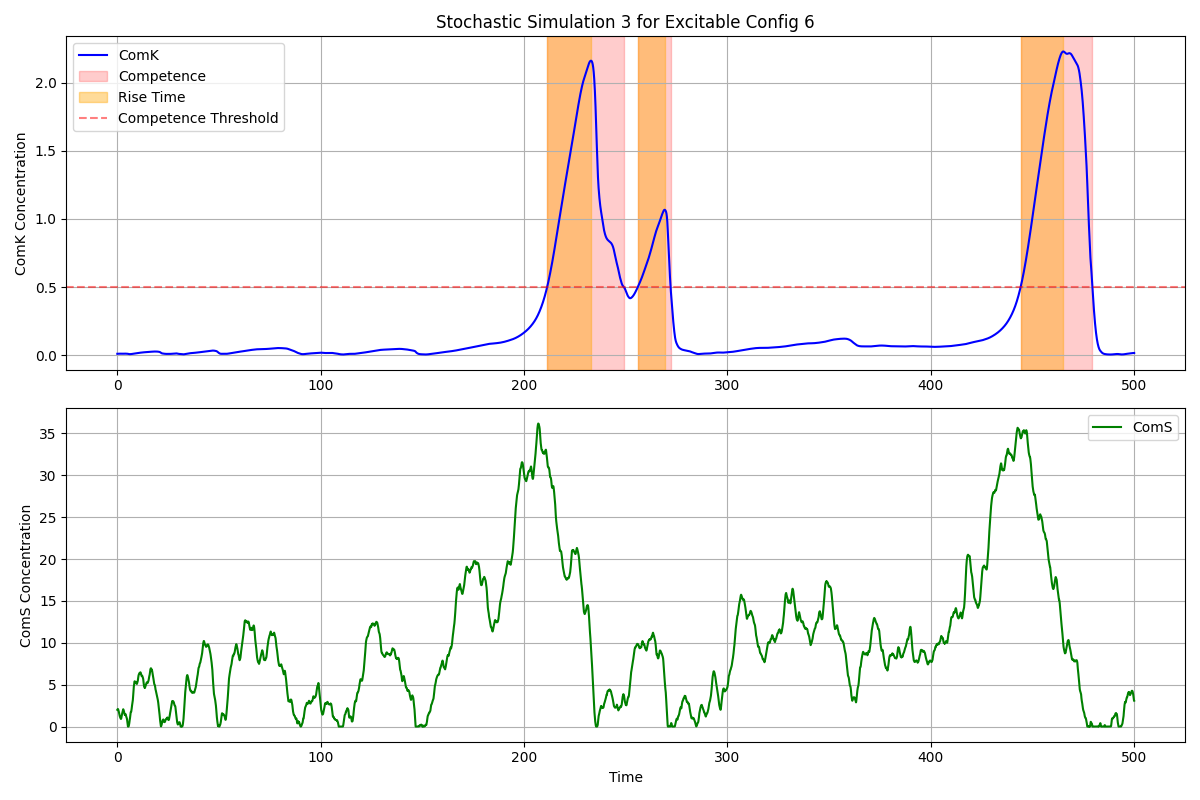 Stochastic Simulation 3 for Excitable Config 6
ComK
Competence
Rise Time
Competence Threshold
ComK Concentration
2.0
1.5
1.0
0.5
0.0
0 100 200 300 400 500
ComS
ComS Concentration
35
30
25
20
15
10
5
0
0 100 200 300 400 500
Time